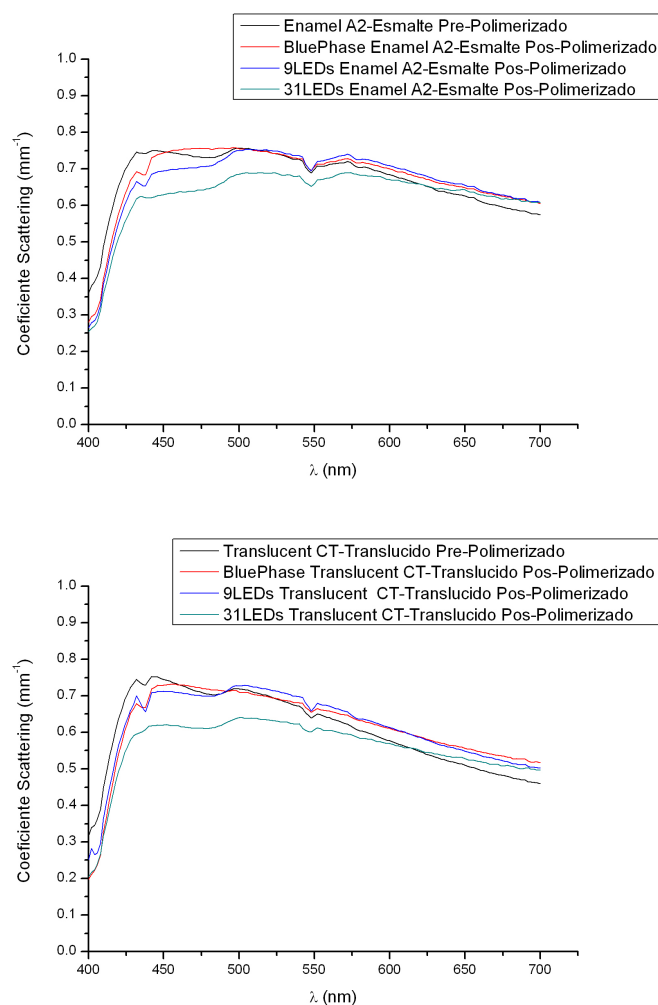 Enamel A2-Esmalte Pre-Polimerizado
BluePhase Enamel A2-Esmalte Pos-Polimerizado
9LEDs Enamel A2-Esmalte Pos-Polimerizado
31LEDs Enamel A2-Esmalte Pos-Polimerizado
1.0
0.9
0.8
0.7
0.6
0.5
0.4
0.3
0.2
0.1
0.0
Coeficiente Scattering (mm⁻¹)
400 450 500 550 600 650 700
λ (nm)
Translucent CT-Translucido Pre-Polimerizado
BluePhase Translucent CT-Translucido Pos-Polimerizado
9LEDs Translucent  CT-Translucido Pos-Polimerizado
31LEDs Translucent CT-Translucido Pos-Polimerizado
1.0
0.9
0.8
0.7
0.6
0.5
0.4
0.3
0.2
0.1
0.0
Coeficiente Scattering (mm⁻¹)
400 450 500 550 600 650 700
λ (nm)